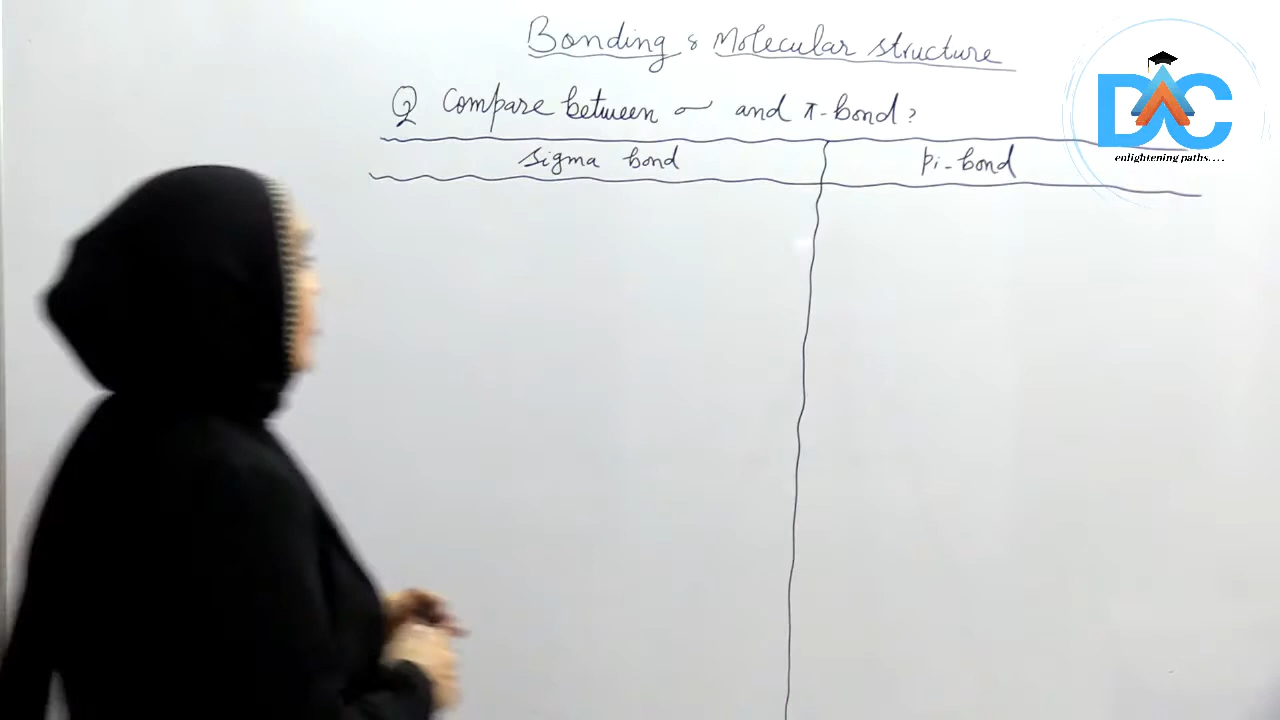 Bonding & Molecular structure
Q Compare between σ and π-bond?
sigma bond
pi-bond
DAC
enlightening paths....